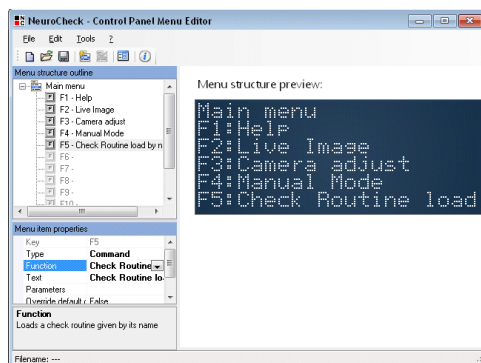 NeuroCheck - Control Panel Menu Editor
File Edit Tools ?
Menu structure outline
Main menu
F1 - Help
F2 - Live Image
F3 - Camera adjust
F4 - Manual Mode
F5 - Check Routine load by n
F6 -
F7 -
F8 -
F9 -
F10 -
Menu structure preview:
Main menu
F1:Help
F2:Live Image
F3:Camera adjust
F4:Manual Mode
F5:Check Routine load
Menu item properties
Key F5
Type Command
Function Check Routine
Text Check Routine lo
Parameters
Override default c False
Function
Loads a check routine given by its name
Filename: ---